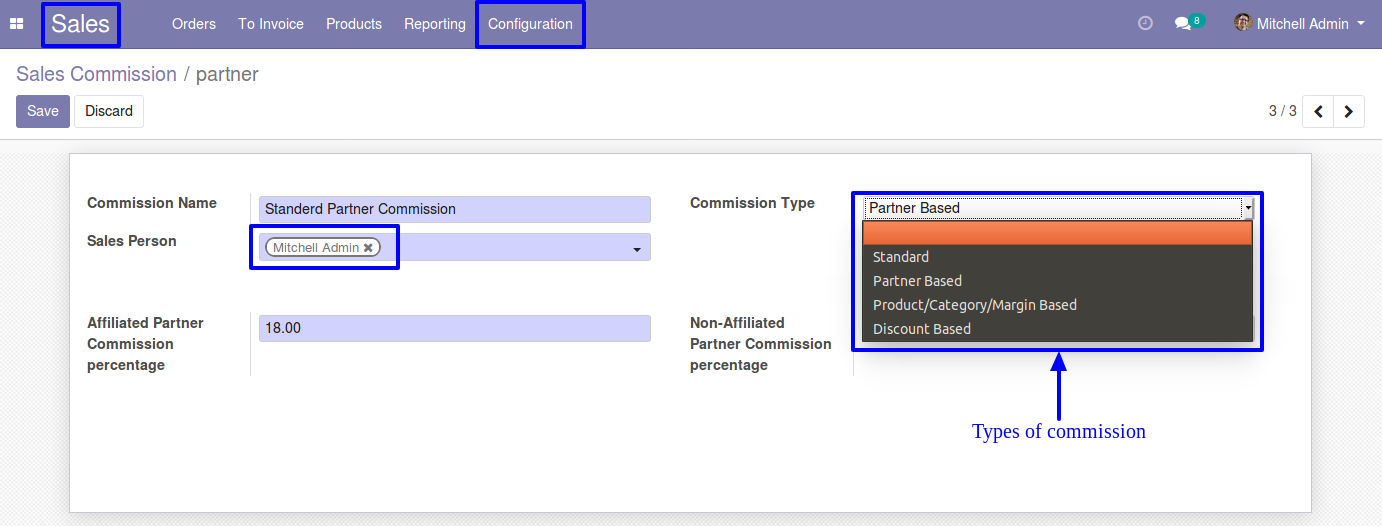 Sales Orders To Invoice Products Reporting Configuration 8 Mitchell Admin
Sales Commission / partner
Save Discard 3 / 3
Commission Name Standerd Partner Commission Commission Type Partner Based
Sales Person Mitchell Admin
Standard
Partner Based
Product/Category/Margin Based
Discount Based
Affiliated Partner
Commission
percentage
18.00
Non-Affiliated
Partner Commission
percentage
Types of commission